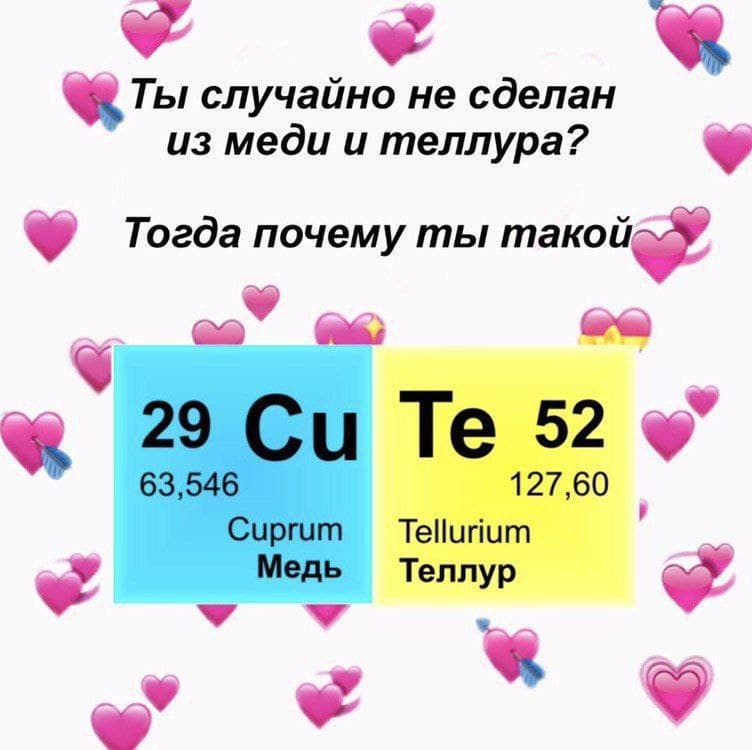 Ты случайно не сделан
из меди и теллура?
Тогда почему ты такой
29 Cu Te 52
63,546 127,60
Cuprum Tellurium
Медь Теллур